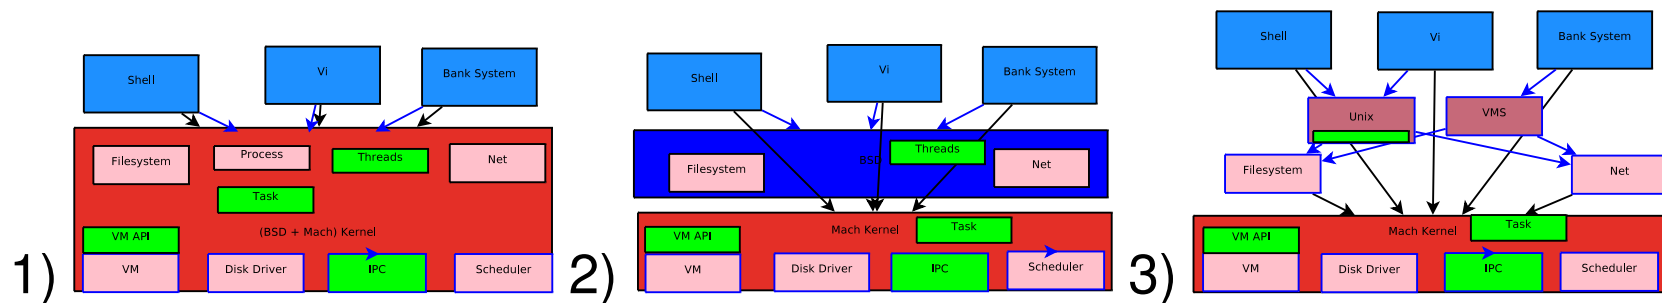 1)
Shell
Vi
Bank System
Filesystem
Process
Threads
Net
Task
(BSD + Mach) Kernel
VM API
VM
Disk Driver
IPC
Scheduler
2)
Shell
Vi
Bank System
BSD
Filesystem
Threads
Net
Mach Kernel
Task
VM API
VM
Disk Driver
IPC
Scheduler
3)
Shell
Vi
Bank System
Unix
VMS
Filesystem
Net
Mach Kernel
Task
VM API
VM
Disk Driver
IPC
Scheduler